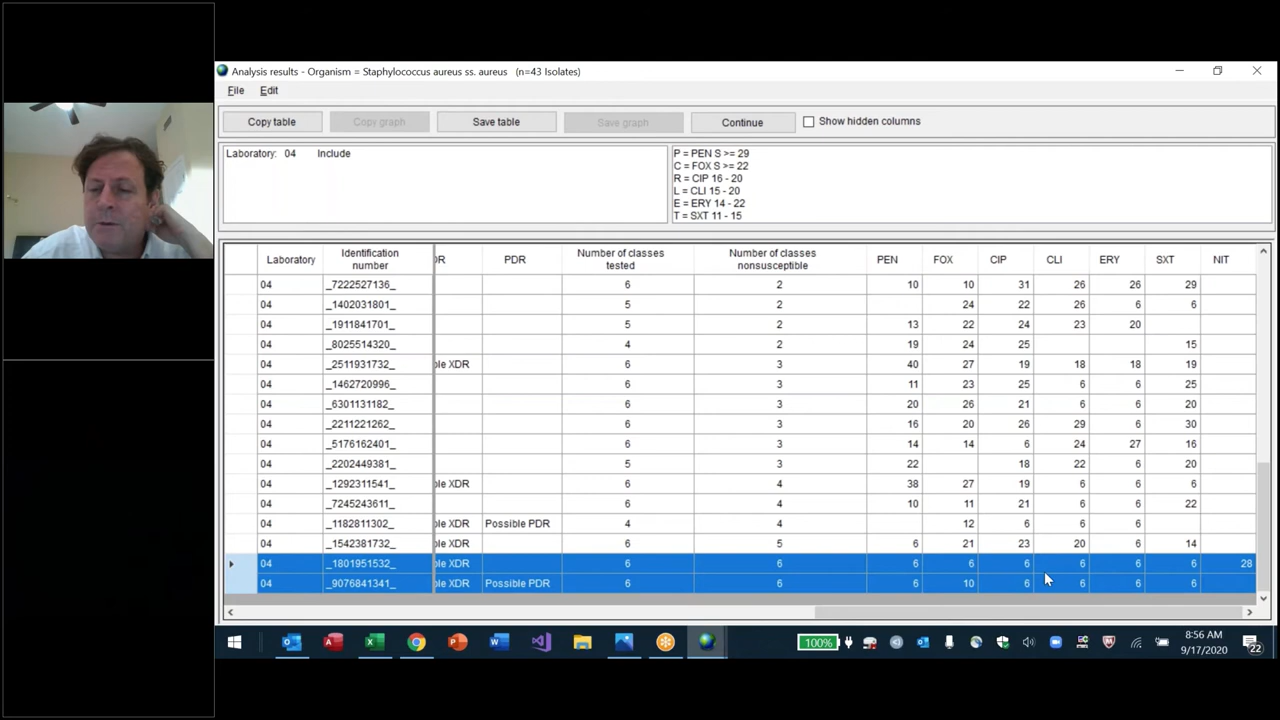 Analysis results - Organism = Staphylococcus aureus ss. aureus (n=43 Isolates)
File Edit
Copy table Copy graph Save table Save graph Continue Show hidden columns
Laboratory: 04 Include
P = PEN S >= 29
C = FOX S >= 22
R = CIP 16 - 20
L = CLI 15 - 20
E = ERY 14 - 22
T = SXT 11 - 15
Laboratory Identification number DR PDR Number of classes tested Number of classes nonsusceptible PEN FOX CIP CLI ERY SXT NIT
04 _7222527136_ 6 2 10 10 31 26 26 29
04 _1402031801_ 5 2 24 22 26 6 6
04 _1911841701_ 5 2 13 22 24 23 20
04 _8025514320_ 4 2 19 24 25 15
04 _2511931732_ ble XDR 6 3 40 27 19 18 18 19
04 _1462720996_ 6 3 11 23 25 6 6 25
04 _6301131182_ 6 3 20 26 21 6 6 20
04 _2211221262_ 6 3 16 20 26 29 6 30
04 _5176162401_ 6 3 14 14 6 24 27 16
04 _2202449381_ 5 3 22 18 22 6 20
04 _1292311541_ ble XDR 6 4 38 27 19 6 6 6
04 _7245243611_ 6 4 10 11 21 6 6 22
04 _1182811302_ ble XDR Possible PDR 4 4 12 6 6 6
04 _1542381732_ ble XDR 6 5 6 21 23 20 6 14
04 _1801951532_ ble XDR 6 6 6 6 6 6 6 6 28
04 _9076841341_ ble XDR Possible PDR 6 6 6 10 6 6 6 6
100%
8:56 AM
9/17/2020
22